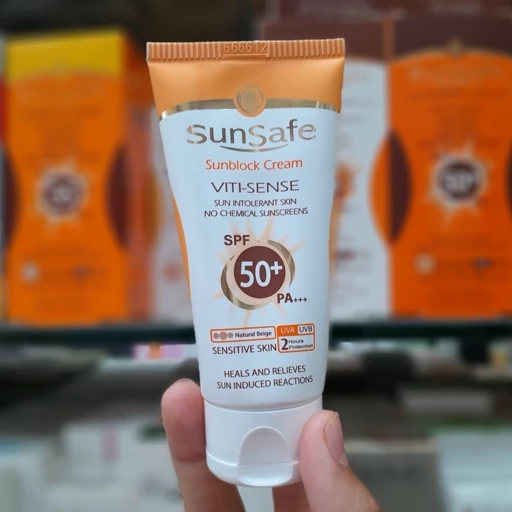 666612
SunSafe
Sunblock Cream
VITI-SENSE
SUN INTOLERANT SKIN
NO CHEMICAL SUNSCREENS
SPF
50+
PA+++
Natural Beige UVA UVB
SENSITIVE SKIN 2 Hours Protection
HEALS AND RELIEVES
SUN INDUCED REACTIONS